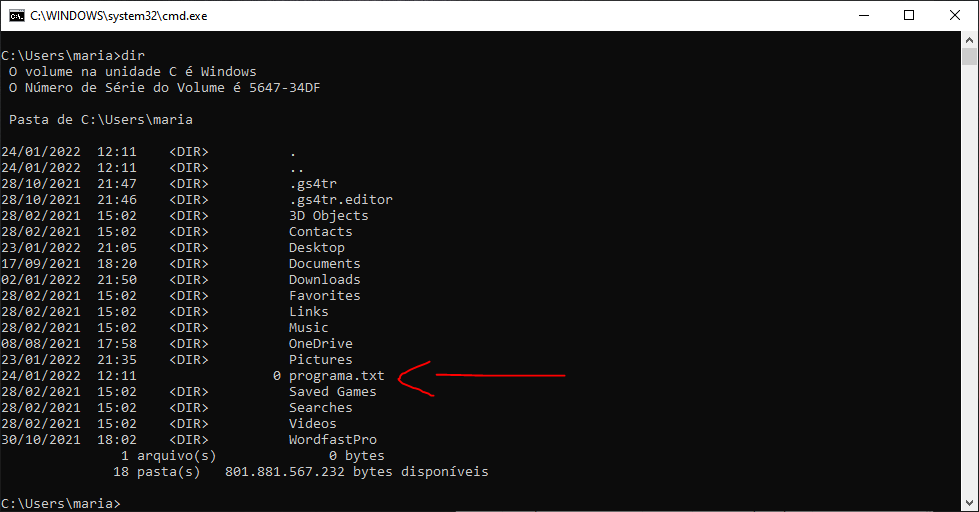 C:\WINDOWS\system32\cmd.exe
C:\Users\maria>dir
O volume na unidade C é Windows
O Número de Série do Volume é 5647-34DF
Pasta de C:\Users\maria
24/01/2022  12:11    <DIR>          .
24/01/2022  12:11    <DIR>          ..
28/10/2021  21:47    <DIR>          .gs4tr
28/10/2021  21:46    <DIR>          .gs4tr.editor
28/02/2021  15:02    <DIR>          3D Objects
28/02/2021  15:02    <DIR>          Contacts
23/01/2022  21:05    <DIR>          Desktop
17/09/2021  18:20    <DIR>          Documents
02/01/2022  21:50    <DIR>          Downloads
28/02/2021  15:02    <DIR>          Favorites
28/02/2021  15:02    <DIR>          Links
28/02/2021  15:02    <DIR>          Music
08/08/2021  17:58    <DIR>          OneDrive
23/01/2022  21:35    <DIR>          Pictures
24/01/2022  12:11                 0 programa.txt
28/02/2021  15:02    <DIR>          Saved Games
28/02/2021  15:02    <DIR>          Searches
28/02/2021  15:02    <DIR>          Videos
30/10/2021  18:02    <DIR>          WordfastPro
1 arquivo(s)              0 bytes
18 pasta(s)   801.881.567.232 bytes disponíveis
C:\Users\maria>